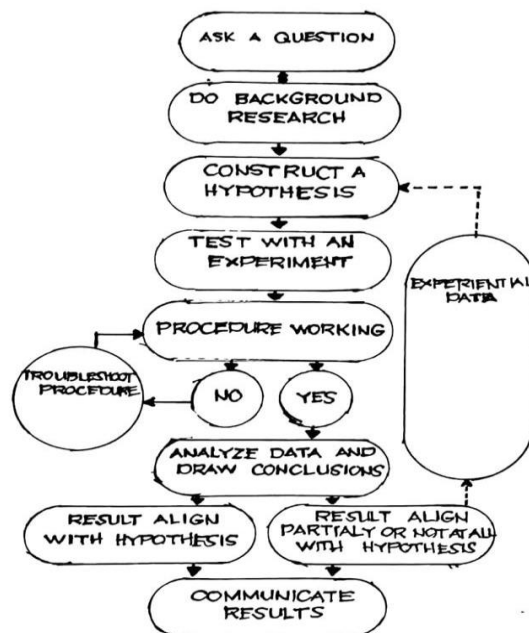 ASK A QUESTION
DO BACKGROUND
RESEARCH
CONSTRUCT A
HYPOTHESIS
TEST WITH AN
EXPERIMENT
EXPERIENTIAL
DATA
PROCEDURE WORKING
TROUBLESHOOT
PROCEDURE
NO
YES
ANALYZE DATA AND
DRAW CONCLUSIONS
RESULT ALIGN
WITH HYPOTHESIS
RESULT ALIGN
PARTIALY OR NOT AT ALL
WITH HYPOTHESIS
COMMUNICATE
RESULTS